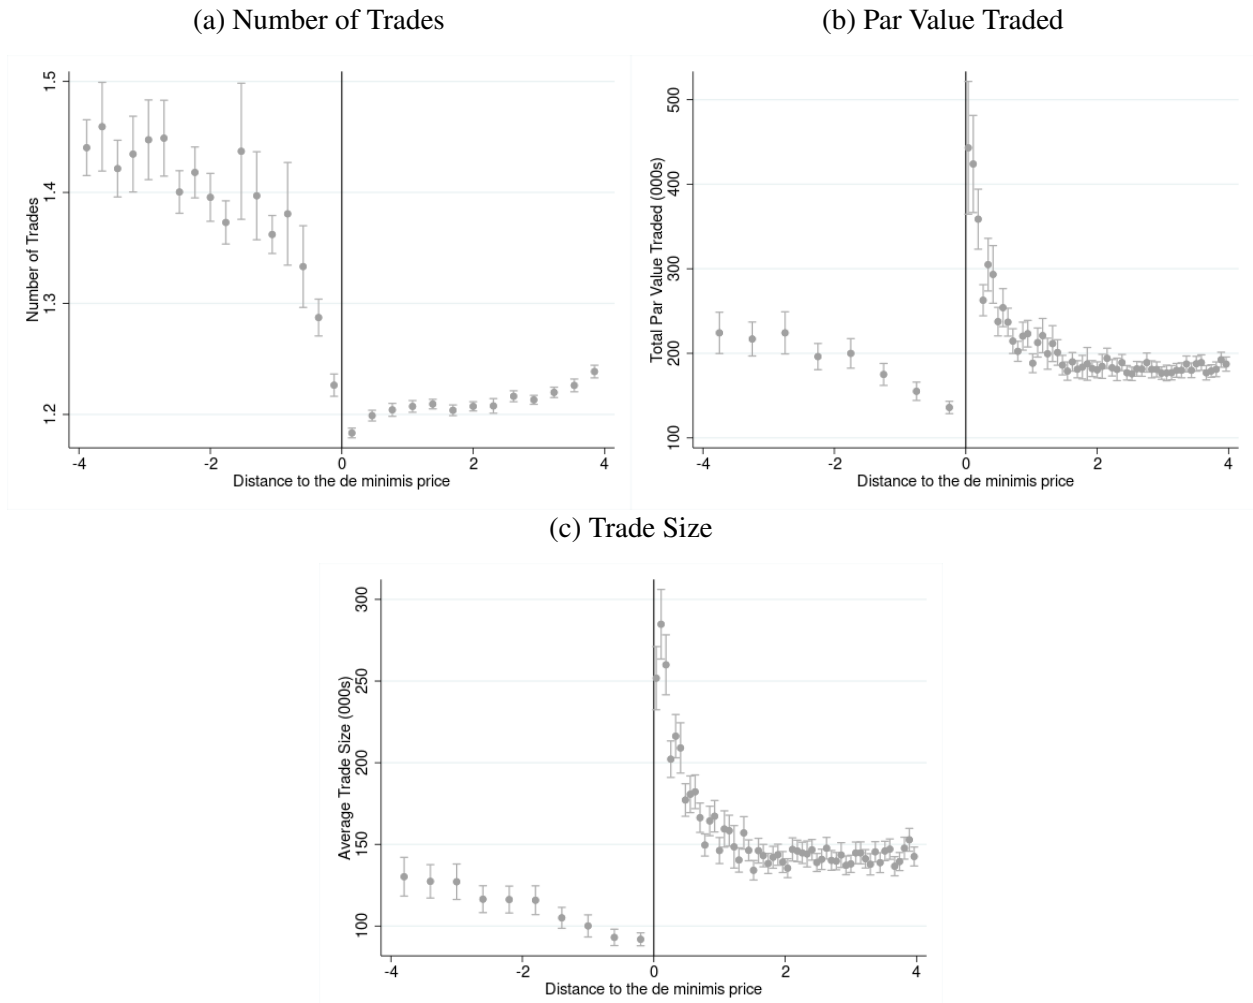 (a) Number of Trades
Number of Trades
1.5
1.4
1.3
1.2
-4 -2 0 2 4
Distance to the de minimis price
(b) Par Value Traded
Total Par Value Traded (000s)
500
400
300
200
100
-4 -2 0 2 4
Distance to the de minimis price
(c) Trade Size
Average Trade Size (000s)
300
250
200
150
100
-4 -2 0 2 4
Distance to the de minimis price